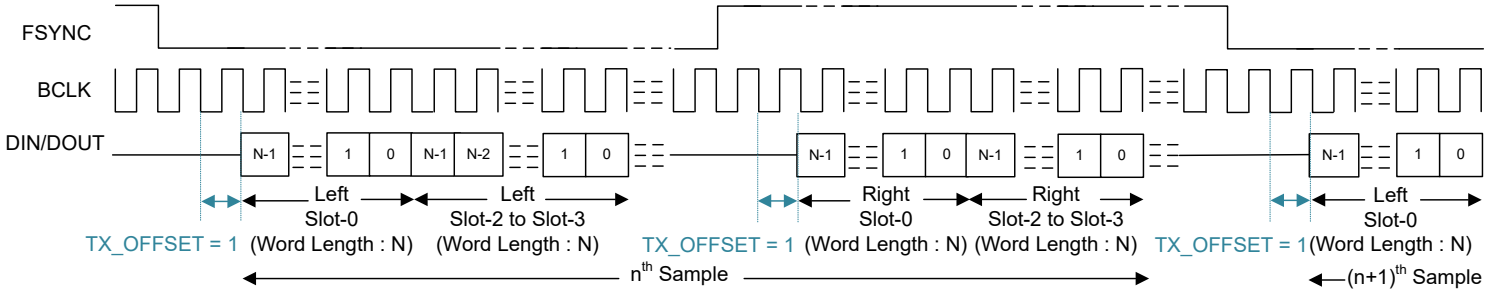 FSYNC
BCLK
DIN/DOUT
N-1 1 0 N-1 N-2 1 0 N-1 1 0 N-1 1 0 N-1 1 0
Left Left Right Right Left
Slot-0 Slot-2 to Slot-3 Slot-0 Slot-2 to Slot-3 Slot-0
TX_OFFSET = 1 (Word Length : N) (Word Length : N) TX_OFFSET = 1 (Word Length : N) (Word Length : N) TX_OFFSET = 1 (Word Length : N)
nth Sample (n+1)th Sample